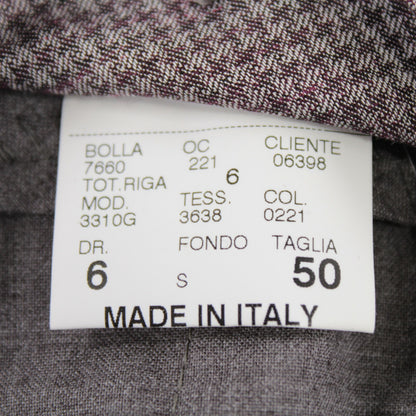 BOLLA OC CLIENTE
7660 221 06398
TOT.RIGA 6
MOD. TESS. COL.
3310G 3638 0221
DR. FONDO TAGLIA
6 S 50
MADE IN ITALY